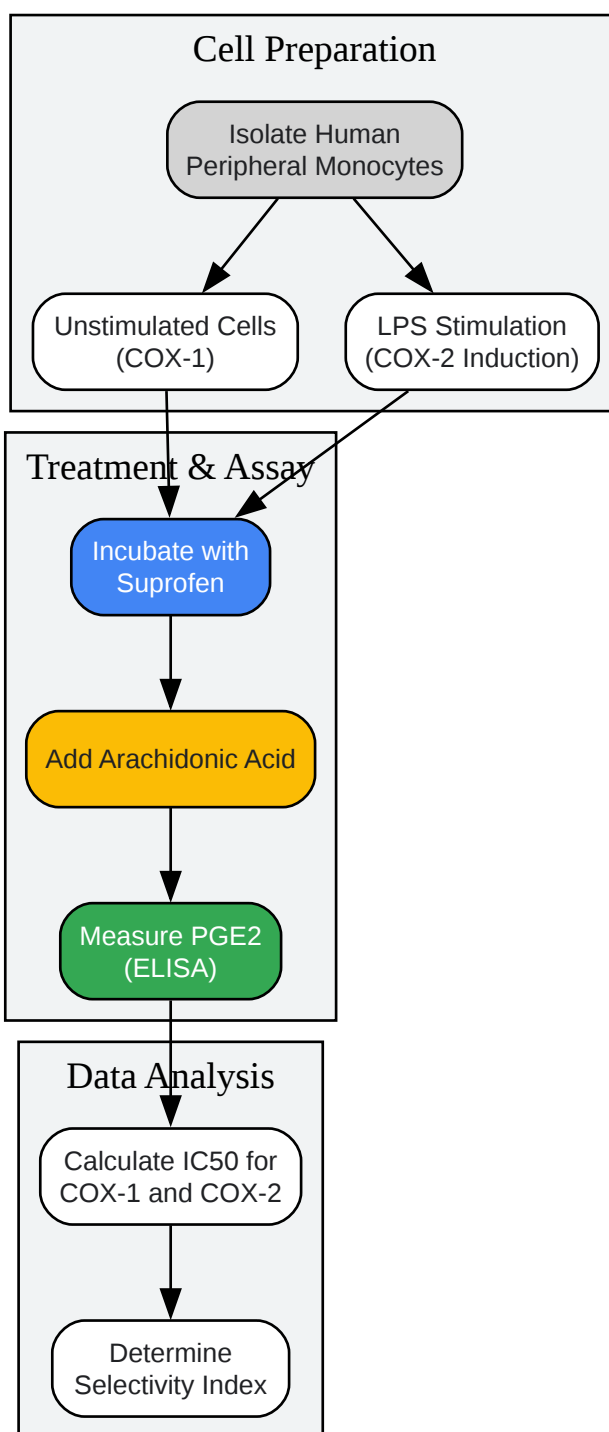 Cell Preparation
Isolate Human
Peripheral Monocytes
Unstimulated Cells
(COX-1)
LPS Stimulation
(COX-2 Induction)
Treatment & Assay
Incubate with
Suprofen
Add Arachidonic Acid
Measure PGE2
(ELISA)
Data Analysis
Calculate IC50 for
COX-1 and COX-2
Determine
Selectivity Index